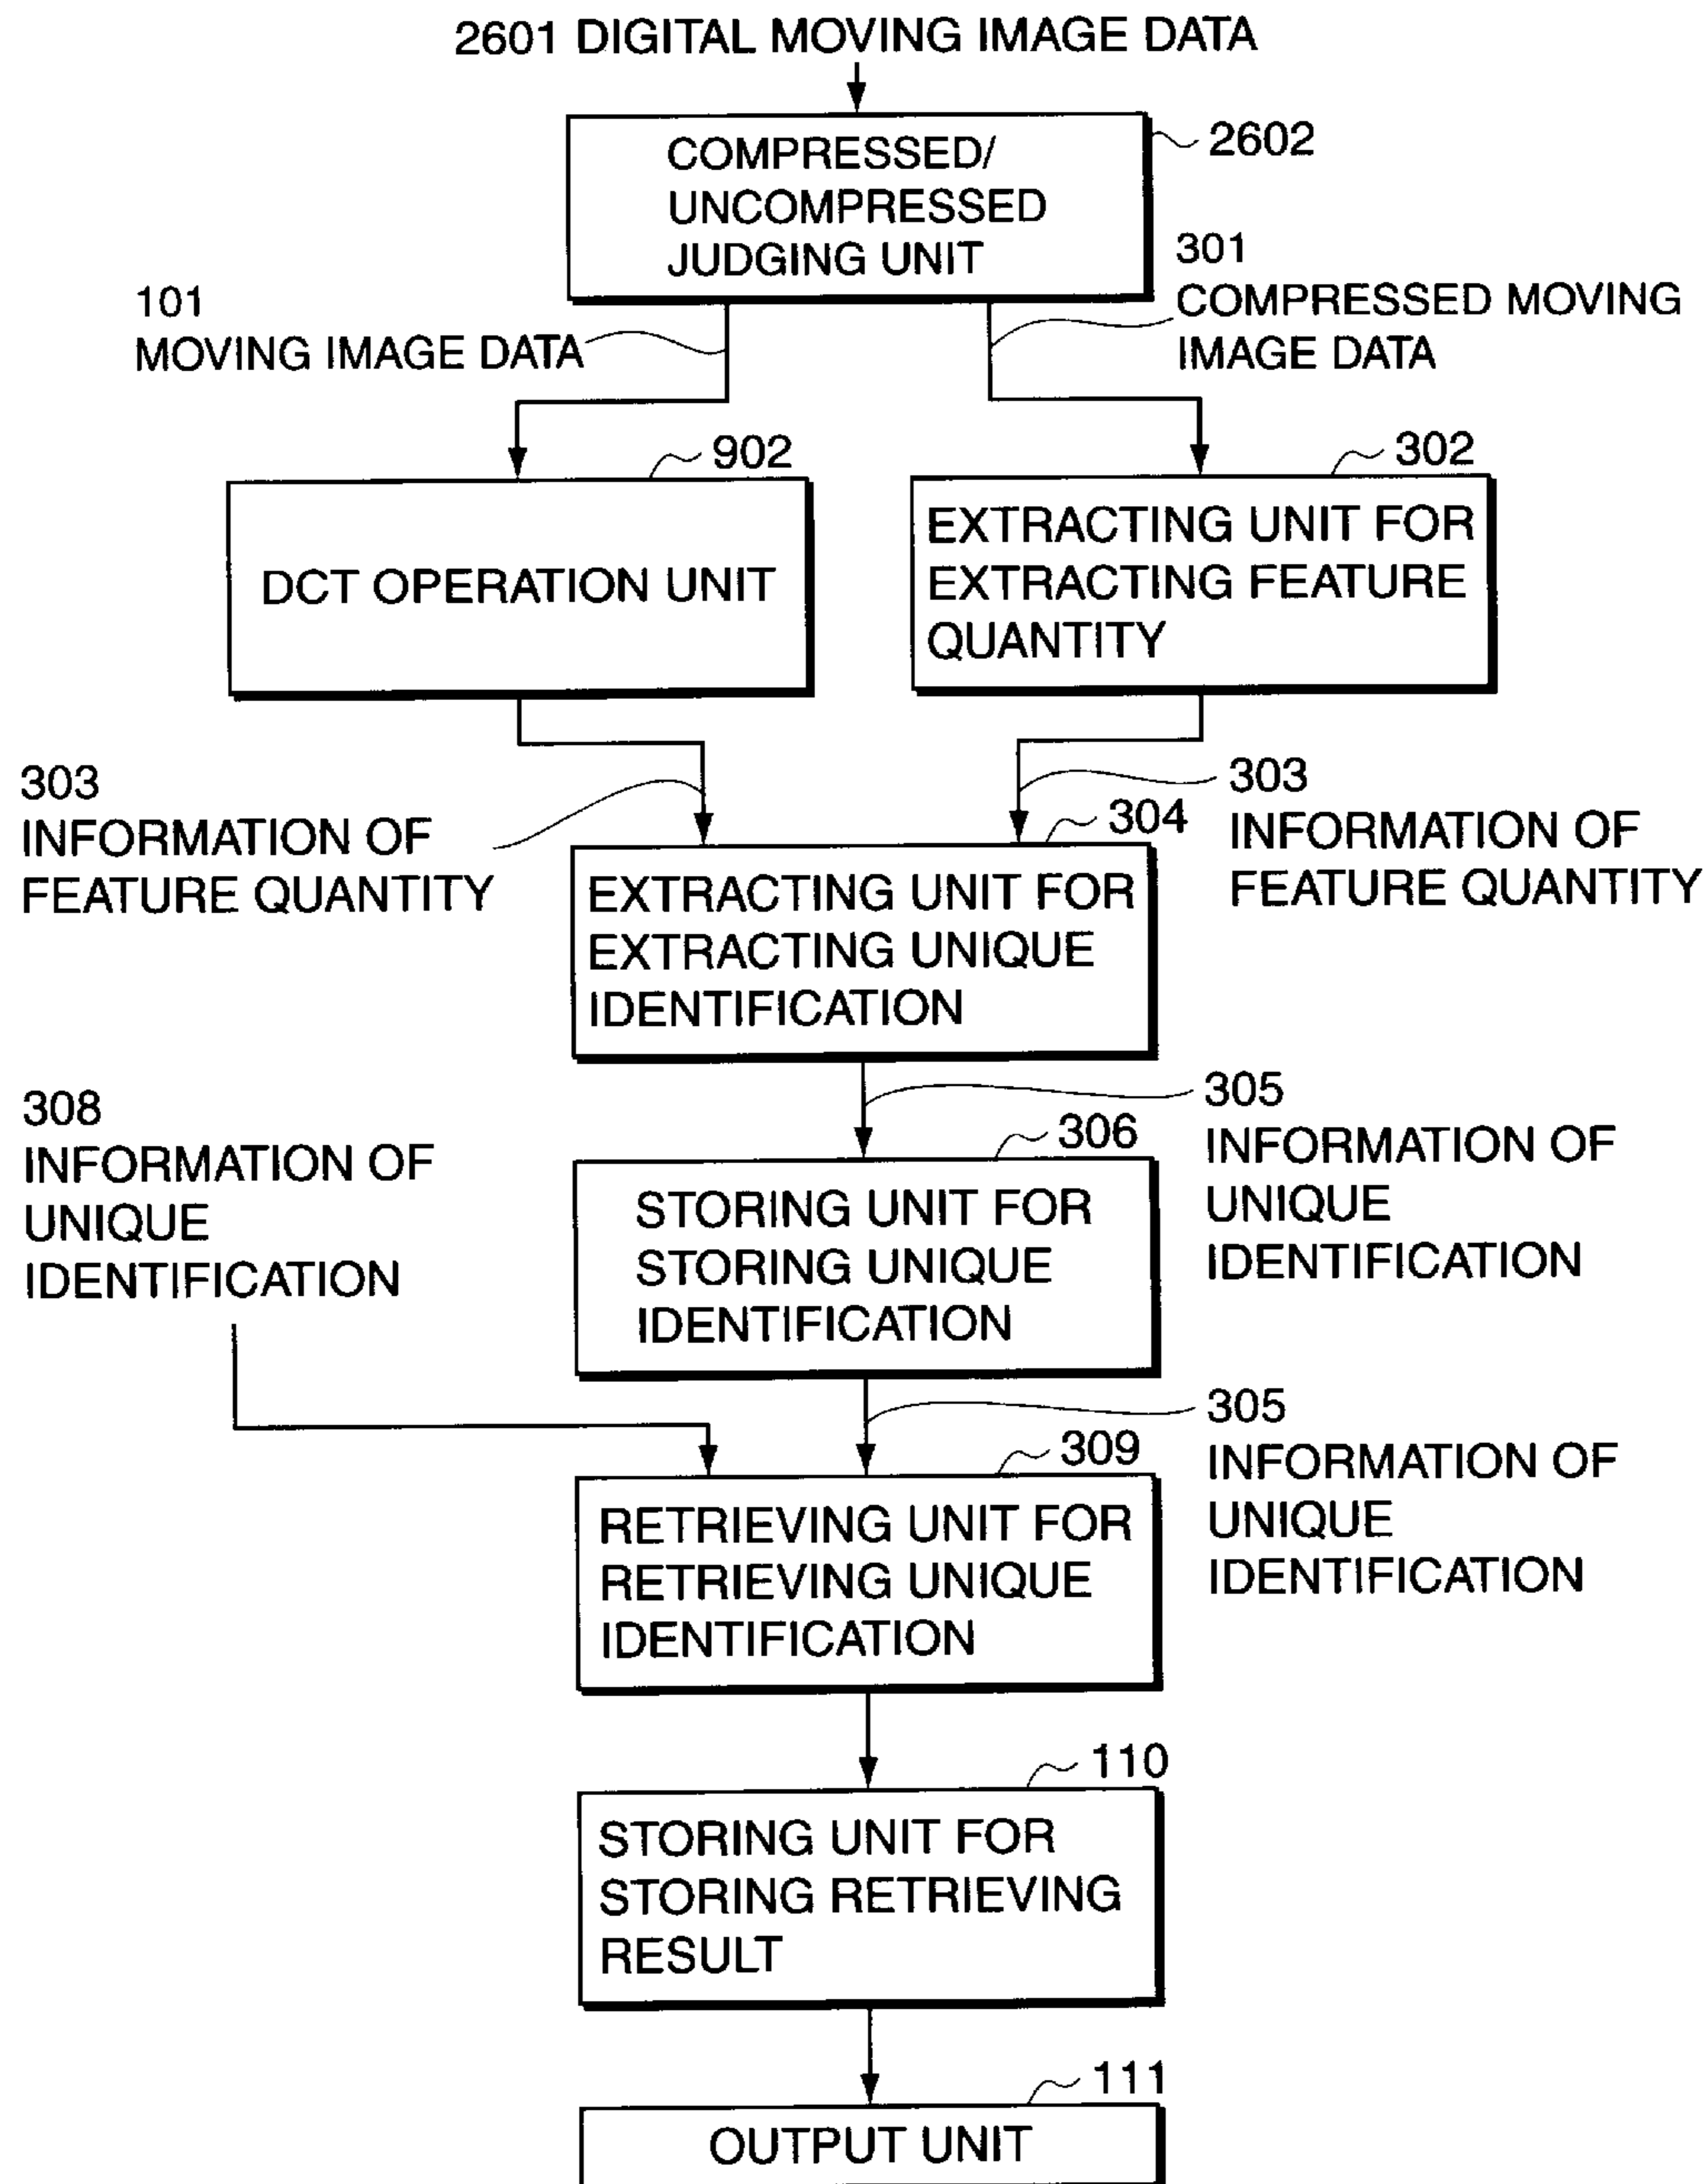 2601 DIGITAL MOVING IMAGE DATA
COMPRESSED/
UNCOMPRESSED
JUDGING UNIT
2602
101
MOVING IMAGE DATA
301
COMPRESSED MOVING
IMAGE DATA
902
DCT OPERATION UNIT
302
EXTRACTING UNIT FOR
EXTRACTING FEATURE
QUANTITY
303
INFORMATION OF
FEATURE QUANTITY
303
INFORMATION OF
FEATURE QUANTITY
304
EXTRACTING UNIT FOR
EXTRACTING UNIQUE
IDENTIFICATION
305
INFORMATION OF
UNIQUE
IDENTIFICATION
308
INFORMATION OF
UNIQUE
IDENTIFICATION
306
STORING UNIT FOR
STORING UNIQUE
IDENTIFICATION
305
INFORMATION OF
UNIQUE
IDENTIFICATION
309
RETRIEVING UNIT FOR
RETRIEVING UNIQUE
IDENTIFICATION
110
STORING UNIT FOR
STORING RETRIEVING
RESULT
111
OUTPUT UNIT